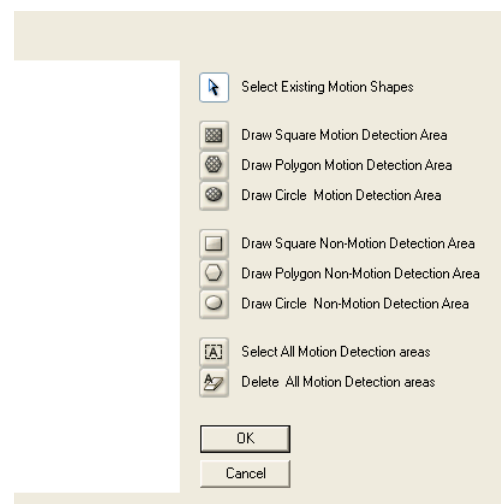 Select Existing Motion Shapes
Draw Square Motion Detection Area
Draw Polygon Motion Detection Area
Draw Circle Motion Detection Area
Draw Square Non-Motion Detection Area
Draw Polygon Non-Motion Detection Area
Draw Circle Non-Motion Detection Area
[A] Select All Motion Detection areas
A Delete All Motion Detection areas
OK
Cancel